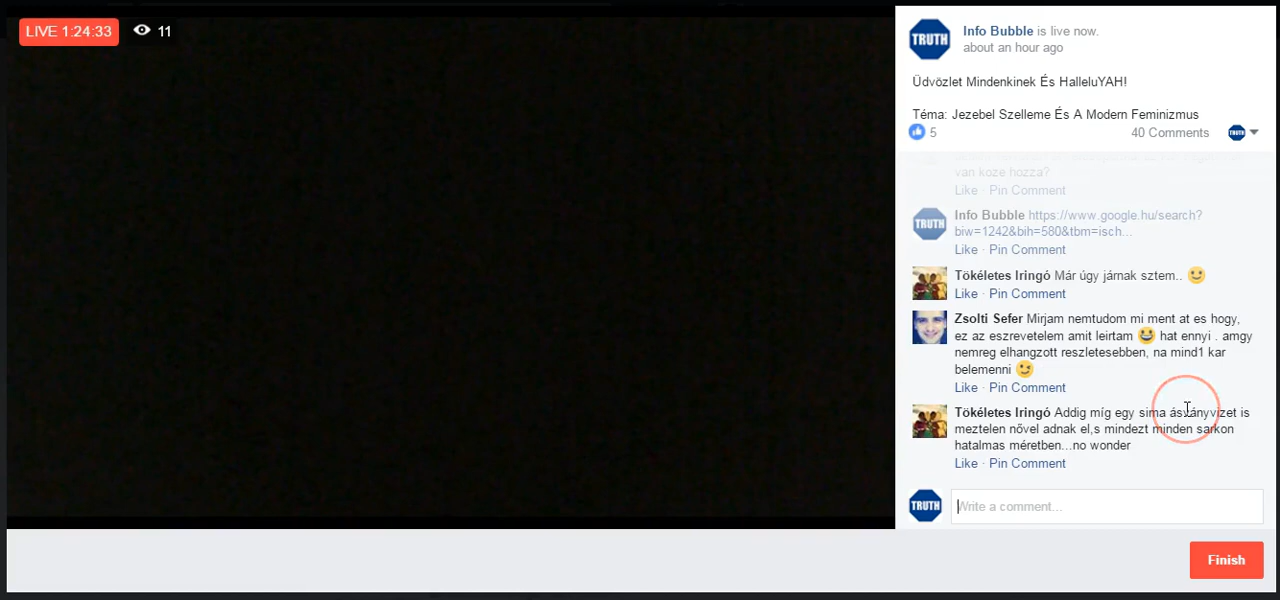 LIVE 1:24:33
11
TRUTH
Info Bubble is live now.
about an hour ago
Üdvözlet Mindenkinek És HalleluYAH!
Téma: Jezebel Szelleme És A Modern Feminizmus
5
40 Comments
TRUTH
van koze hozza?
Like · Pin Comment
TRUTH
Info Bubble https://www.google.hu/search?
biw=1242&bih=580&tbm=isch...
Like · Pin Comment
Tökéletes Iringó Már úgy járnak sztem..
Like · Pin Comment
Zsolti Sefer Mirjam nemtudom mi ment at es hogy,
ez az eszrevetelem amit leirtam hat ennyi . amgy
nemreg elhangzott reszletesebben, na mind1 kar
belemenni
Like · Pin Comment
Tökéletes Iringó Addig míg egy sima ásványvizet is
meztelen nővel adnak el,s mindezt minden sarkon
hatalmas méretben...no wonder
Like · Pin Comment
TRUTH
Write a comment...
Finish